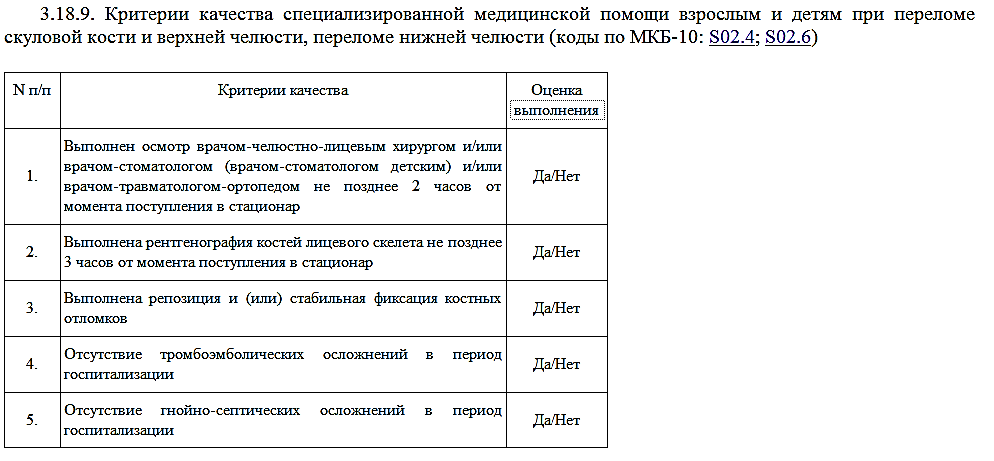 3.18.9. Критерии качества специализированной медицинской помощи взрослым и детям при переломе
скуловой кости и верхней челюсти, переломе нижней челюсти (коды по МКБ-10: S02.4; S02.6)
N п/п Критерии качества Оценка
выполнения
1. Выполнен осмотр врачом-челюстно-лицевым хирургом и/или
врачом-стоматологом (врачом-стоматологом детским) и/или
врачом-травматологом-ортопедом не позднее 2 часов от
момента поступления в стационар
Да/Нет
2. Выполнена рентгенография костей лицевого скелета не позднее
3 часов от момента поступления в стационар
Да/Нет
3. Выполнена репозиция и (или) стабильная фиксация костных
отломков
Да/Нет
4. Отсутствие тромбоэмболических осложнений в период
госпитализации
Да/Нет
5. Отсутствие гнойно-септических осложнений в период
госпитализации
Да/Нет